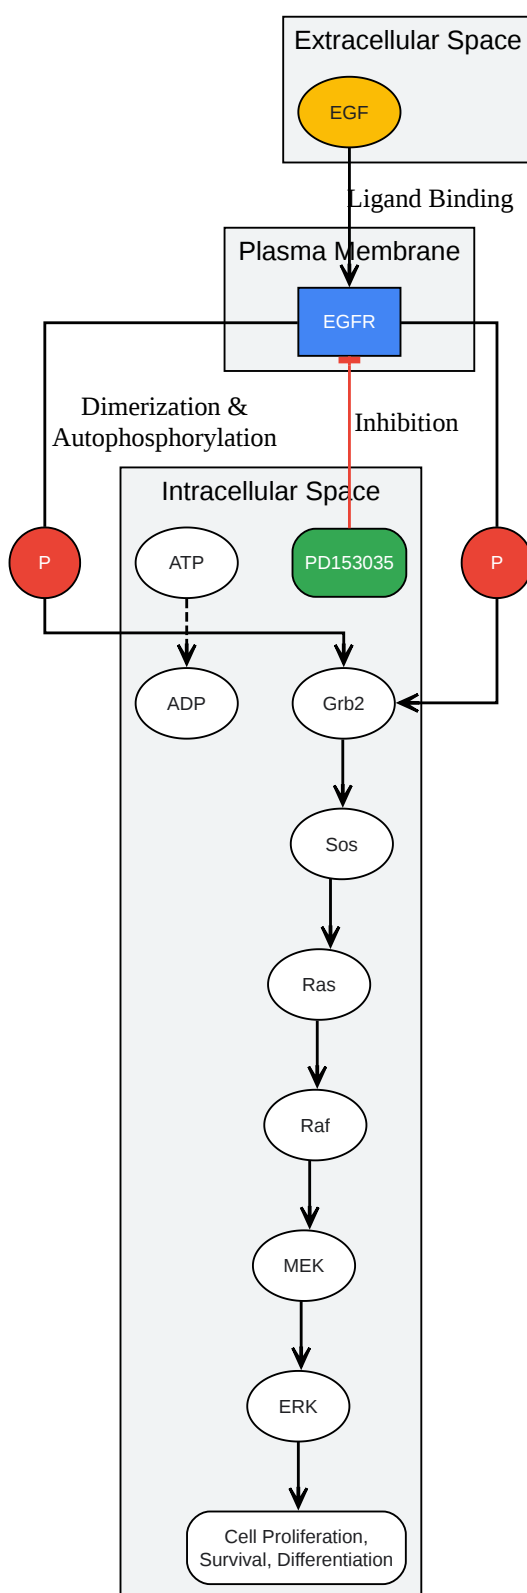 Extracellular Space
EGF
Ligand Binding
Plasma Membrane
EGFR
Dimerization &
Autophosphorylation
Inhibition
Intracellular Space
P
ATP
PD153035
P
ADP
Grb2
Sos
Ras
Raf
MEK
ERK
Cell Proliferation,
Survival, Differentiation